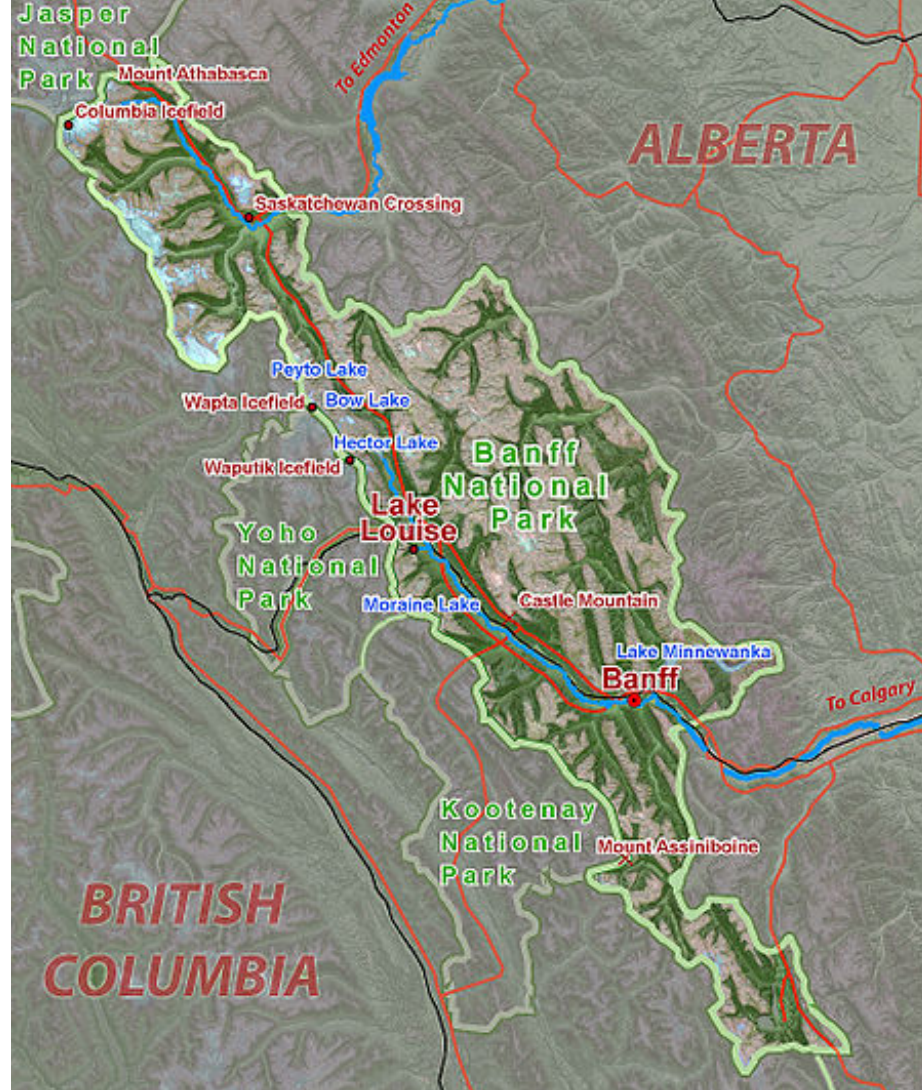 Jasper
National
Park
Mount Athabasca
To Edmonton
Columbia Icefield
ALBERTA
Saskatchewan Crossing
Peyto Lake
Wapta Icefield
Bow Lake
Hector Lake
Waputik Icefield
Banff
National
Park
Lake
Louise
Yoho
National
Park
Moraine Lake
Castle Mountain
Lake Minnewanka
Banff
To Calgary
Kootenay
National
Park
Mount Assiniboine
BRITISH
COLUMBIA